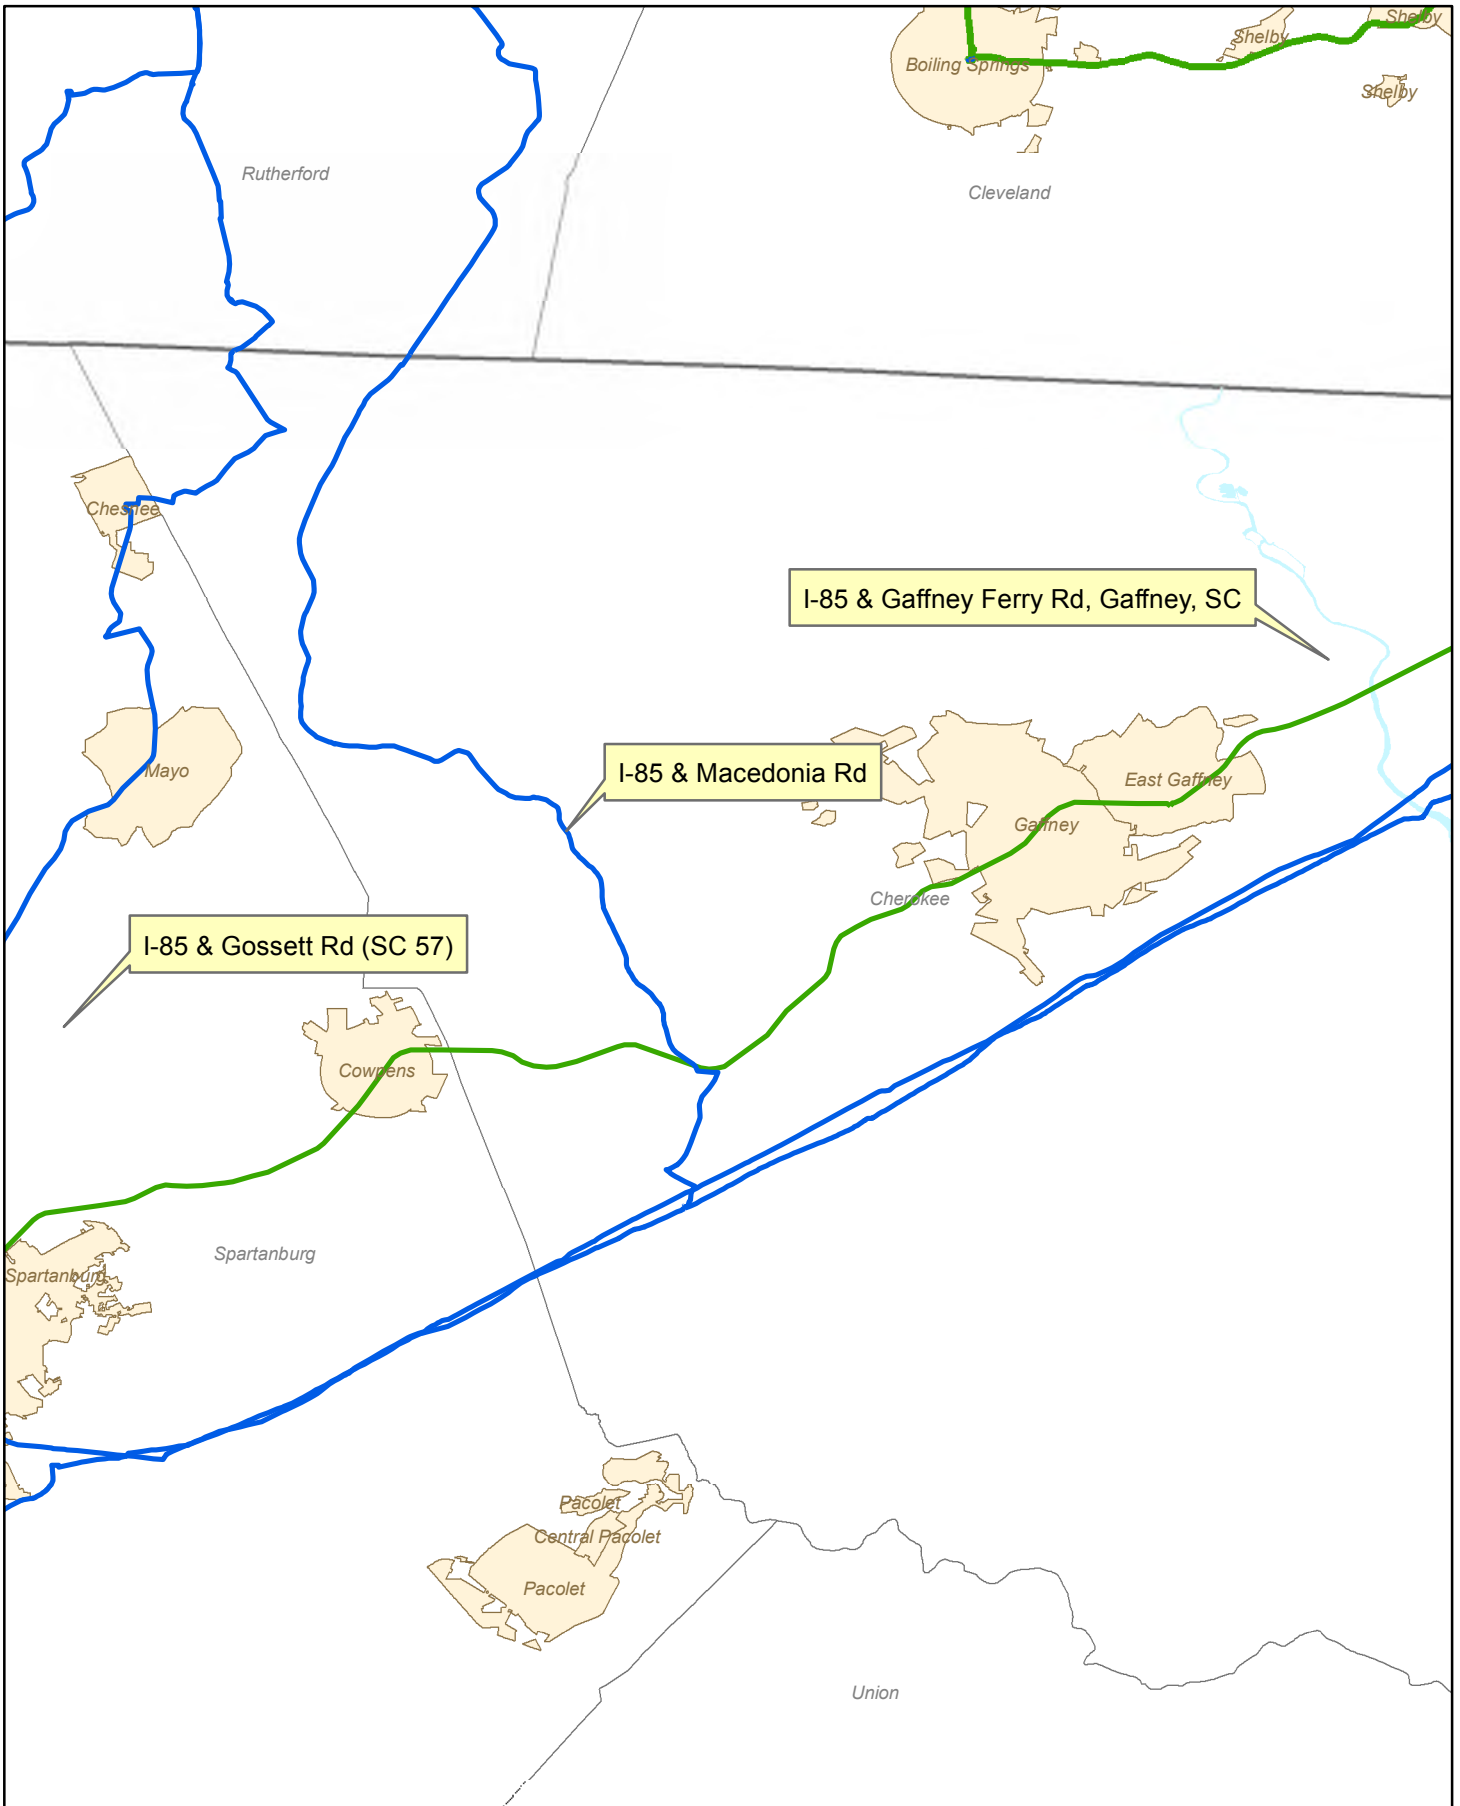 Shelby
Shelby
Boiling Springs
Shelby
Rutherford
Cleveland
Chesnee
I-85 & Gaffney Ferry Rd, Gaffney, SC
Mayo
I-85 & Macedonia Rd
East Gaffney
Gaffney
Cherokee
I-85 & Gossett Rd (SC 57)
Cowpens
Spartanburg
Spartanburg
Pacolet
Central Pacolet
Pacolet
Union